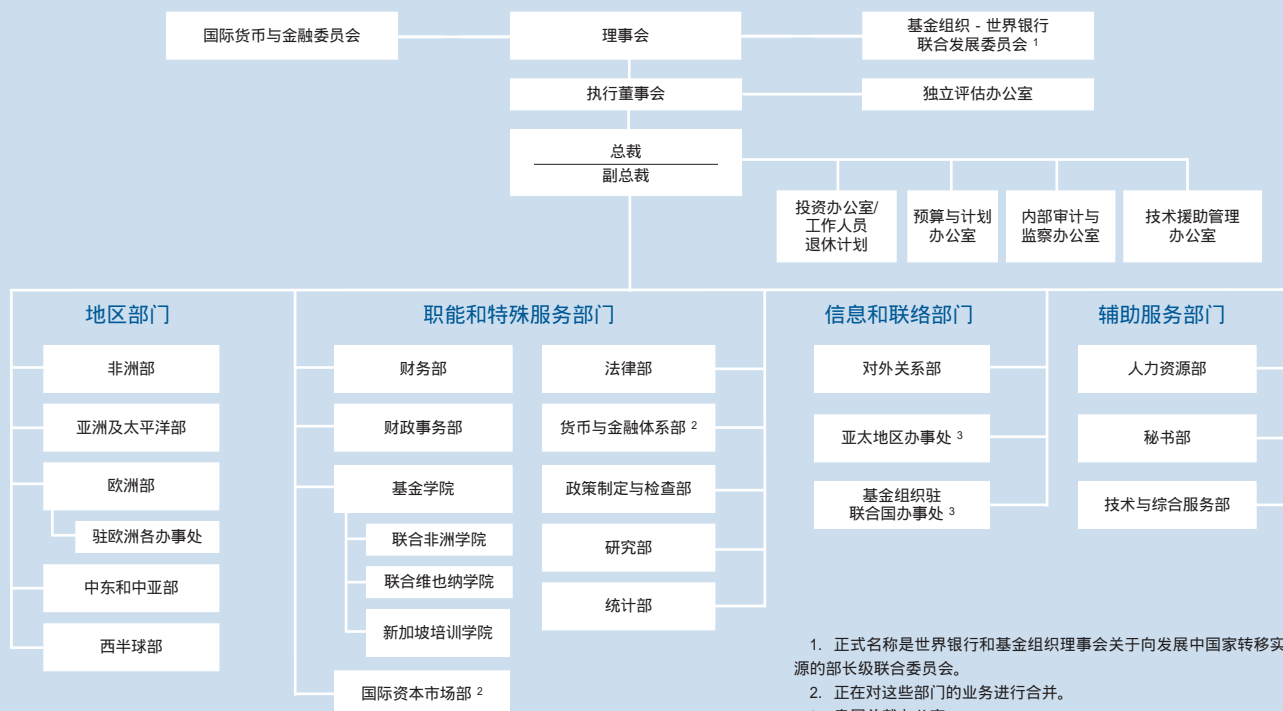 国际货币与金融委员会
理事会
基金组织 - 世界银行
联合发展委员会 1
执行董事会
独立评估办公室
总裁
副总裁
投资办公室/
工作人员
退休计划
预算与计划
办公室
内部审计与
监察办公室
技术援助管理
办公室
地区部门
非洲部
亚洲及太平洋部
欧洲部
驻欧洲各办事处
中东和中亚部
西半球部
职能和特殊服务部门
财务部
财政事务部
基金学院
联合非洲学院
联合维也纳学院
新加坡培训学院
国际资本市场部 2
法律部
货币与金融体系部 2
政策制定与检查部
研究部
统计部
信息和联络部门
对外关系部
亚太地区办事处 3
基金组织驻
联合国办事处 3
辅助服务部门
人力资源部
秘书部
技术与综合服务部
1. 正式名称是世界银行和基金组织理事会关于向发展中国家转移实
源的部长级联合委员会。
2. 正在对这些部门的业务进行合并。